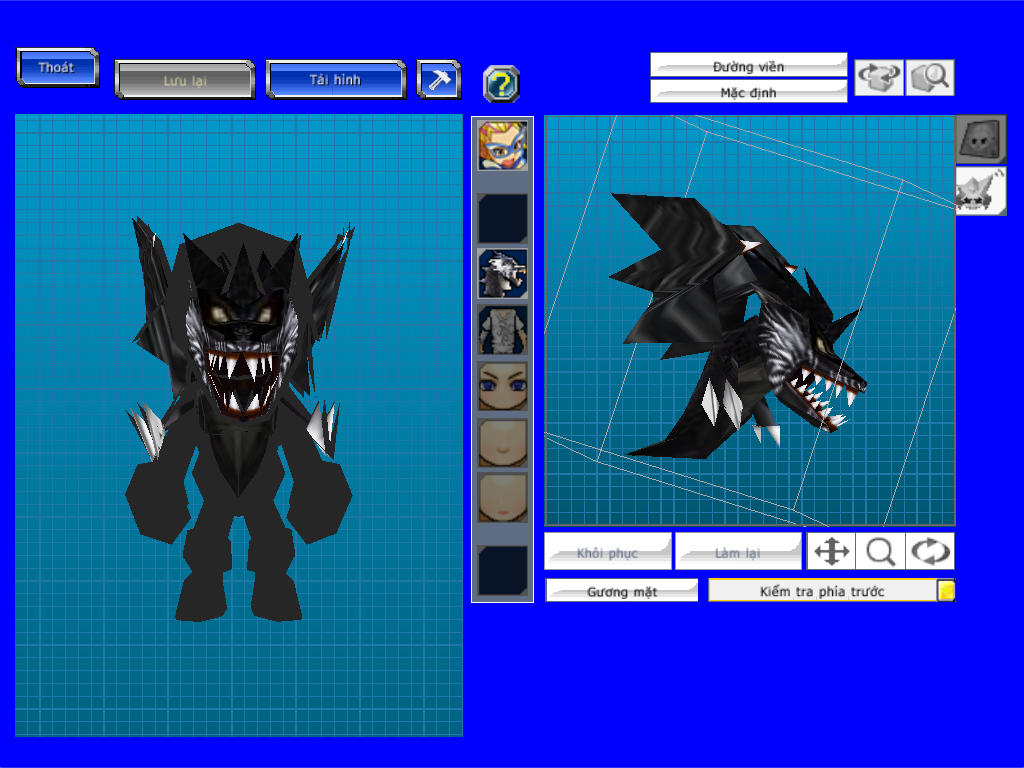 Thoát
Lưu lại
Tải hình
?
Đường viền
Mặc định
Khôi phục
Làm lại
Gương mặt
Kiểm tra phía trước